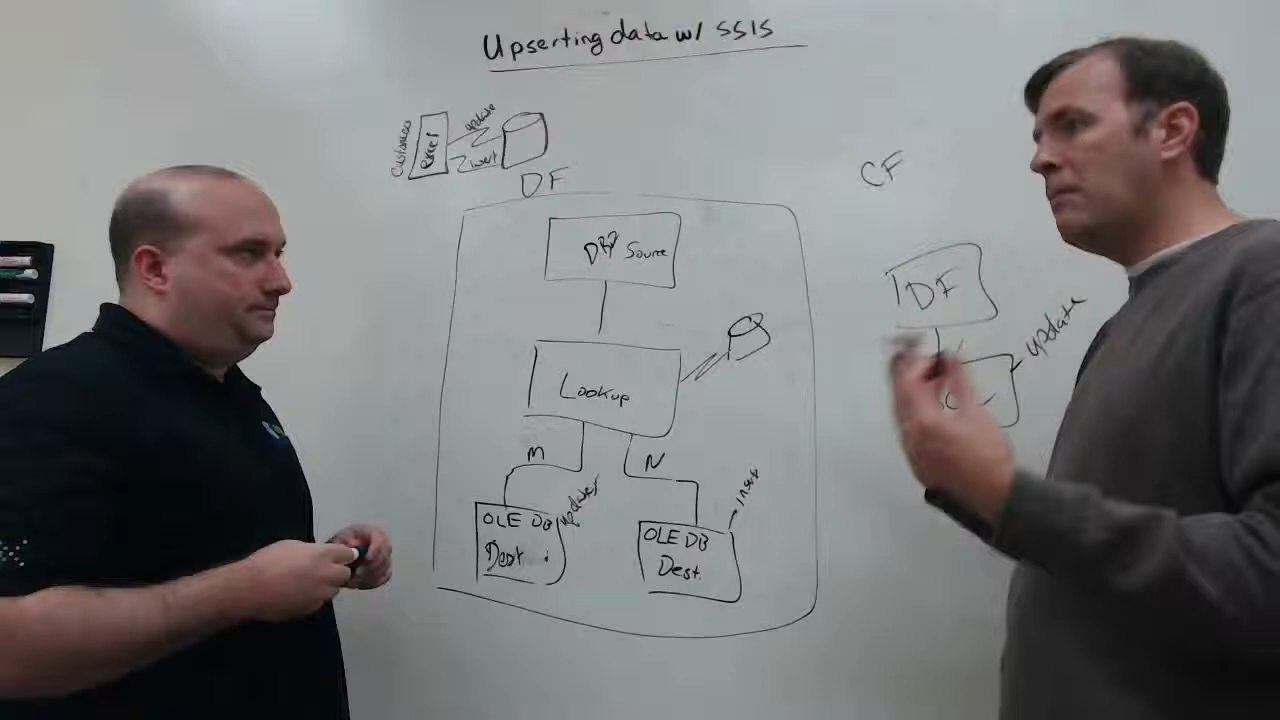 Upserting data w/ SSIS
Customers
excel
update
insert
DF
CF
Source
DF
update
Lookup
M
N
updates
insert
OLE DB
Dest.
OLE DB
Dest.